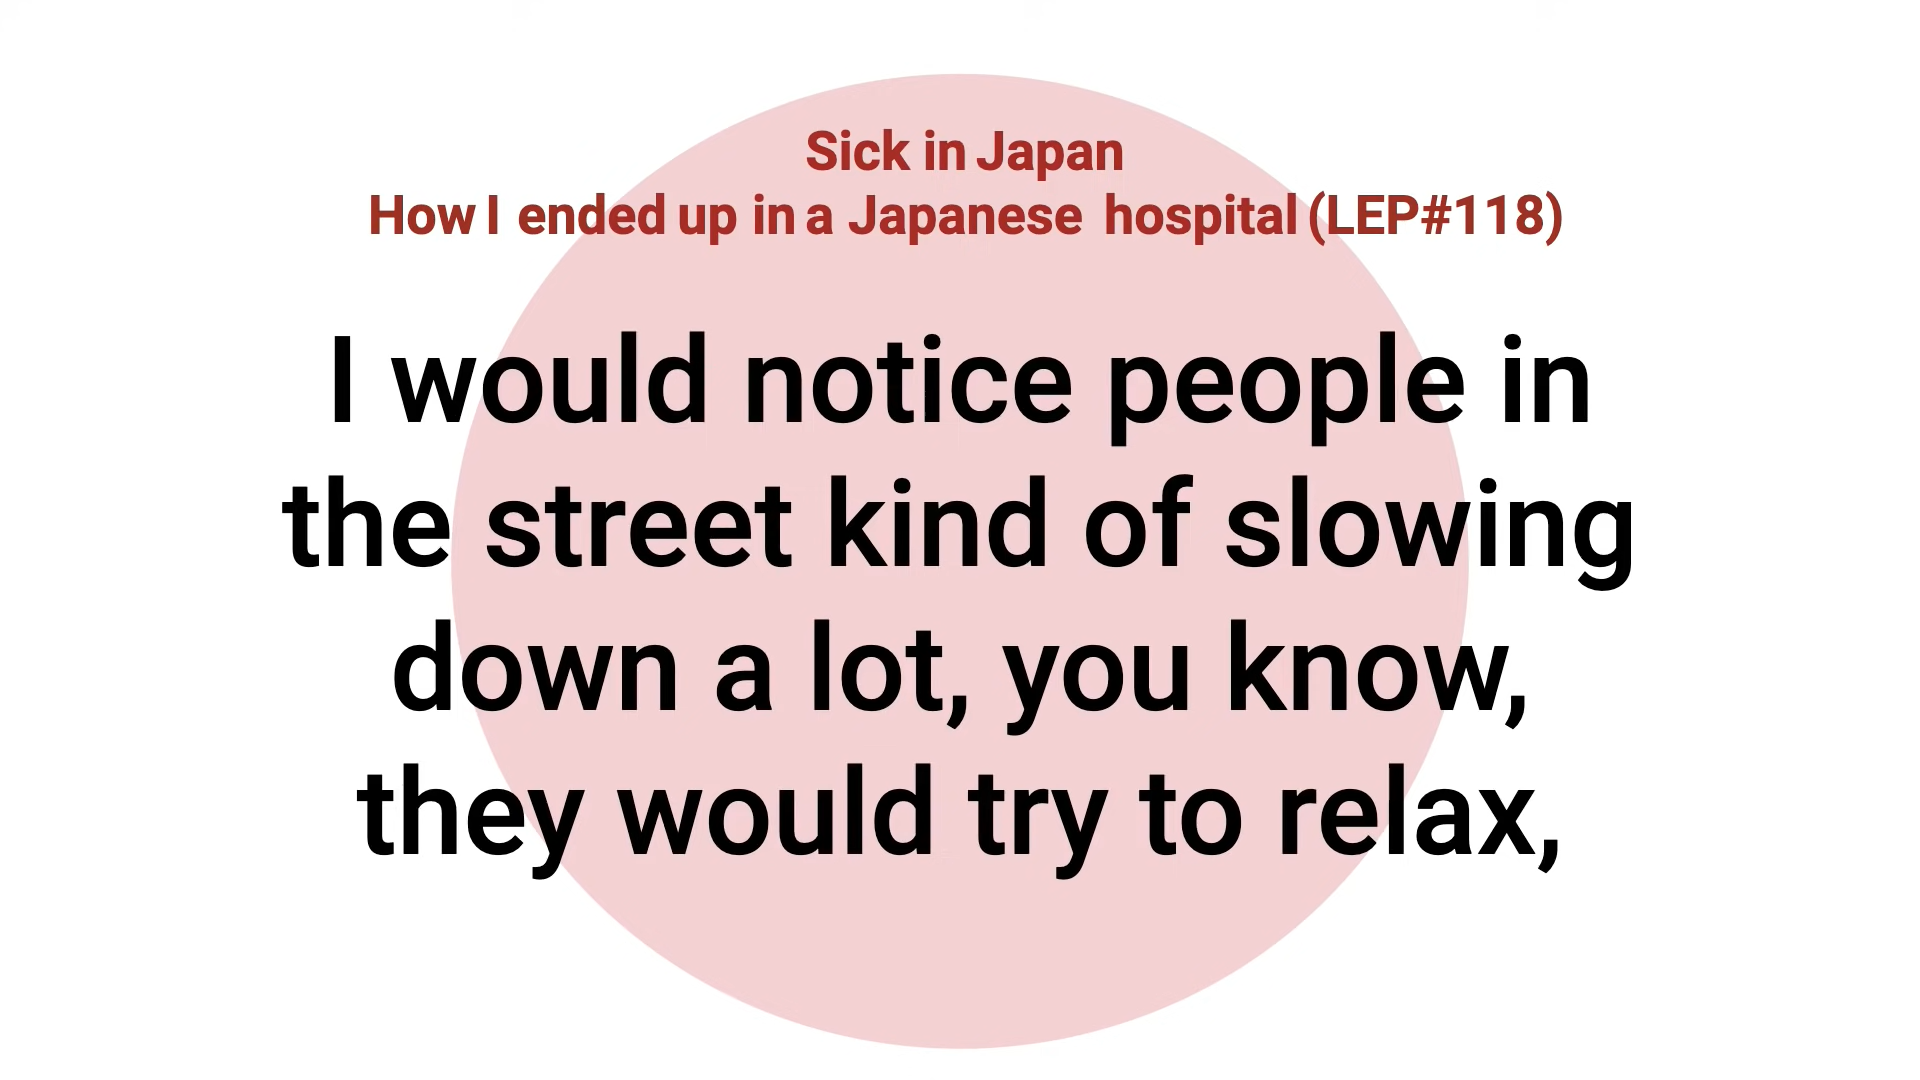 Sick in Japan
How I ended up in a Japanese hospital (LEP#118)
I would notice people in
the street kind of slowing
down a lot, you know,
they would try to relax,